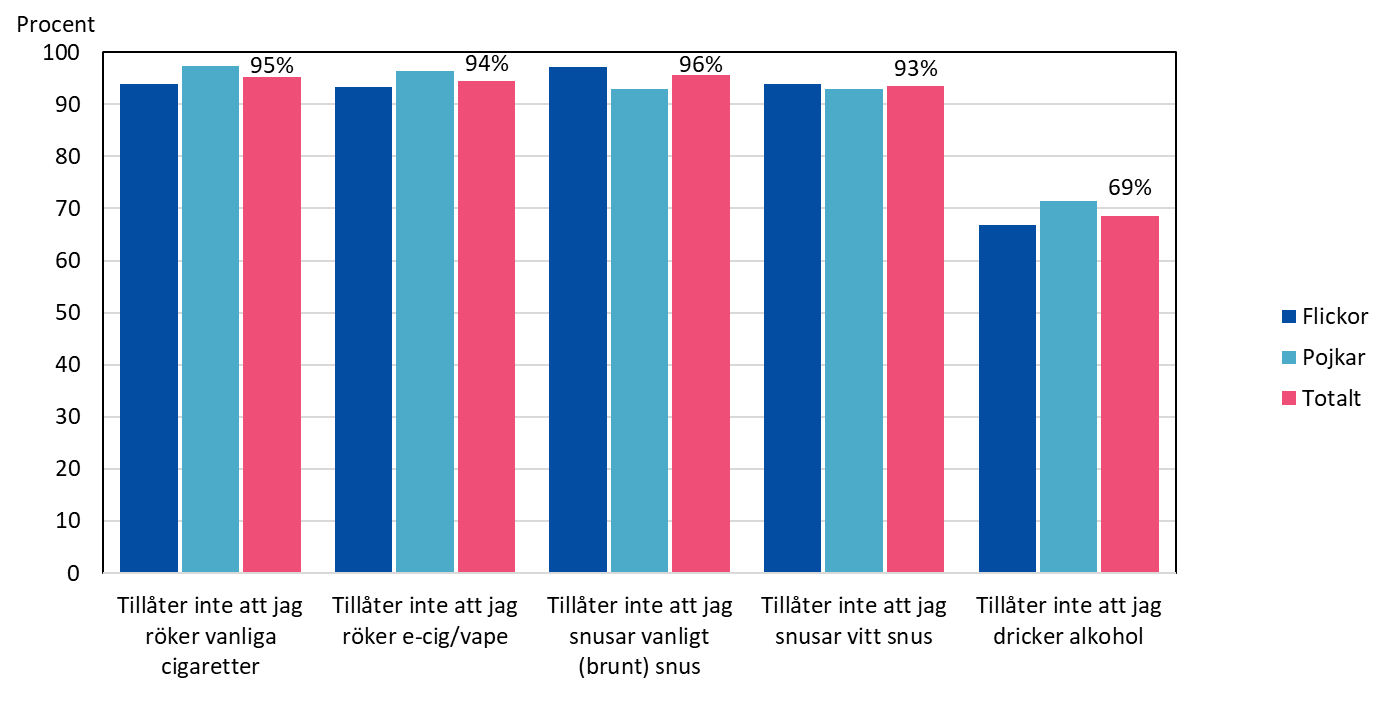 Procent
100
90
80
70
60
50
40
30
20
10
0
95%
94%
96%
93%
69%
Tillåter inte att jag
röker vanliga
cigaretter
Tillåter inte att jag
röker e-cig/vape
Tillåter inte att jag
snusar vanligt
(brunt) snus
Tillåter inte att jag
snusar vitt snus
Tillåter inte att jag
dricker alkohol
Flickor
Pojkar
Totalt